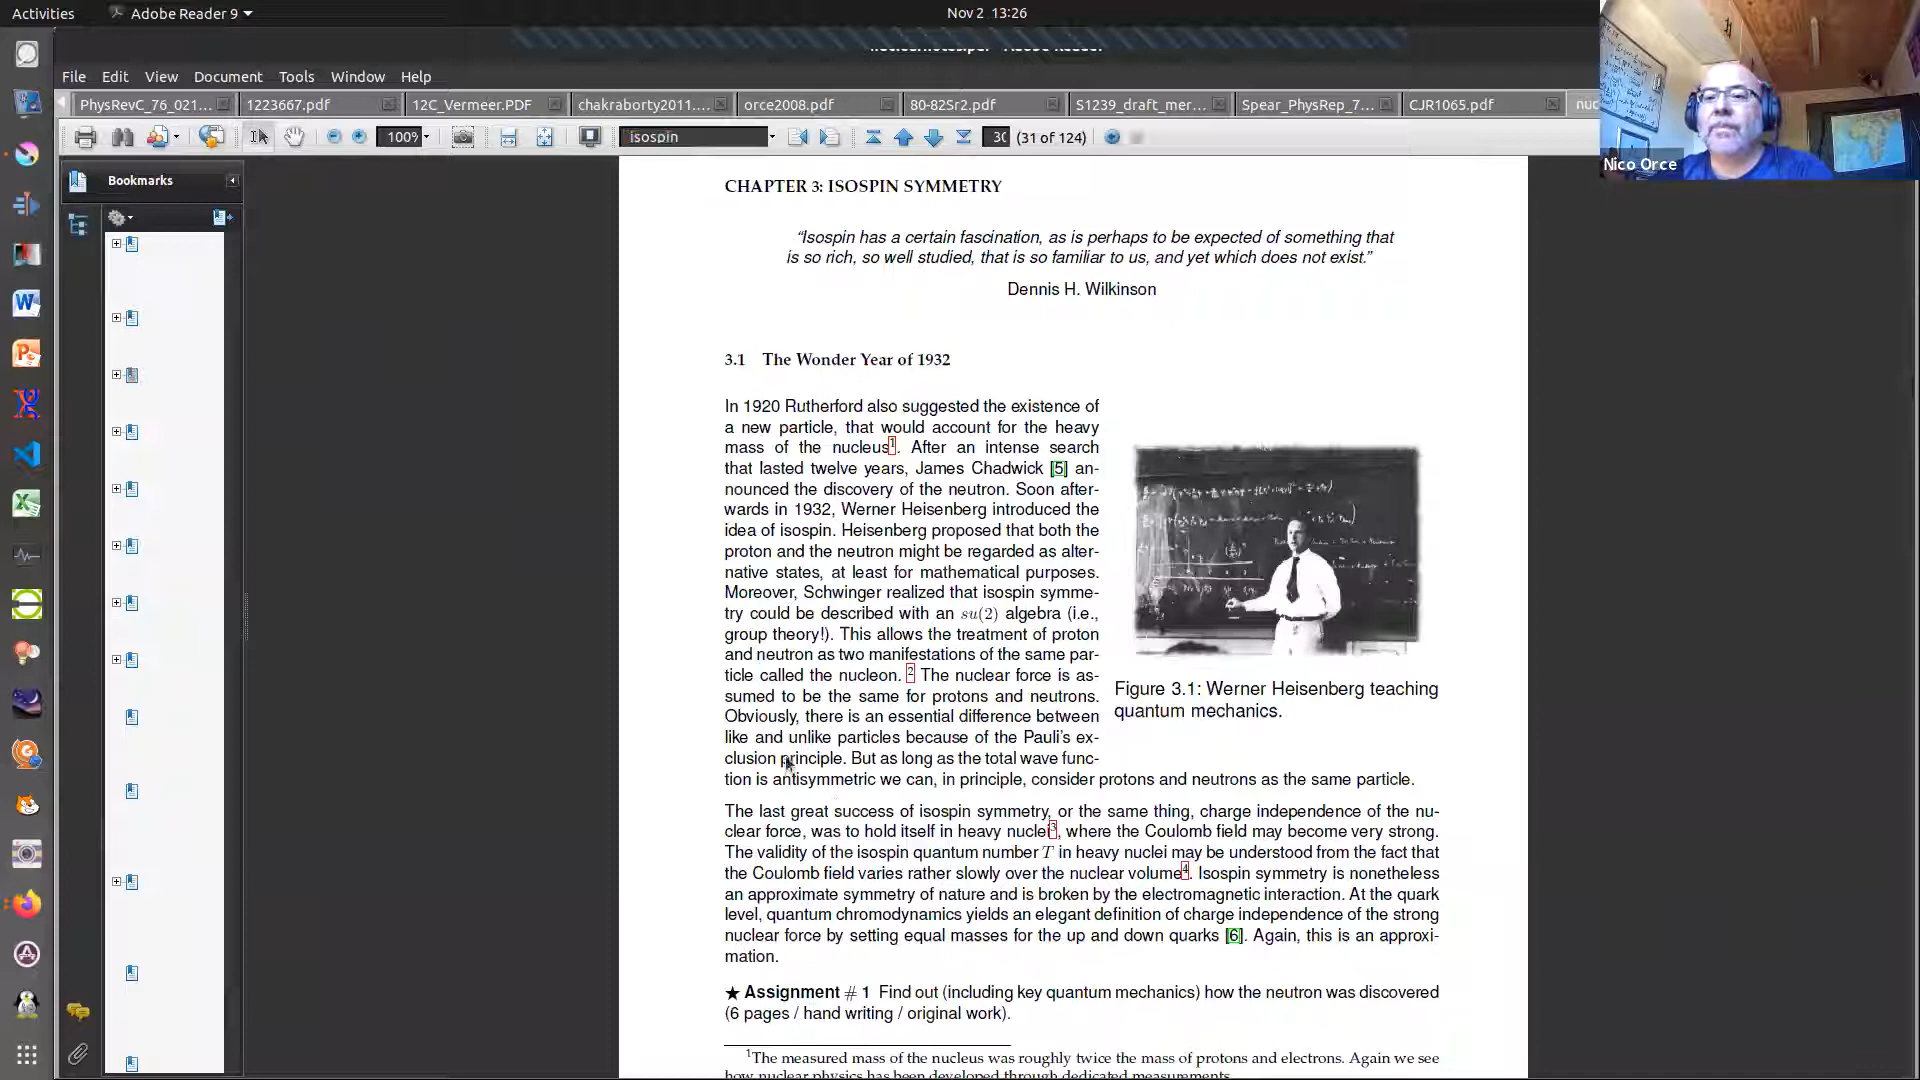 Activities
Adobe Reader 9
Nov 2 13:26
File Edit View Document Tools Window Help
PhysRevC_76_021... 1223667.pdf 12C_Vermeer.PDF chakraborty2011.... orce2008.pdf 80-82Sr2.pdf S1239_draft_mer... Spear_PhysRep_7... CJR1065.pdf
100% isospin (31 of 124)
Nico Orce
Bookmarks
CHAPTER 3: ISOSPIN SYMMETRY
“Isospin has a certain fascination, as is perhaps to be expected of something that
is so rich, so well studied, that is so familiar to us, and yet which does not exist.”
Dennis H. Wilkinson
3.1 The Wonder Year of 1932
In 1920 Rutherford also suggested the existence of
a new particle, that would account for the heavy
mass of the nucleus1. After an intense search
that lasted twelve years, James Chadwick [5] an-
nounced the discovery of the neutron. Soon after-
wards in 1932, Werner Heisenberg introduced the
idea of isospin. Heisenberg proposed that both the
proton and the neutron might be regarded as alter-
native states, at least for mathematical purposes.
Moreover, Schwinger realized that isospin symme-
try could be described with an su(2) algebra (i.e.,
group theory!). This allows the treatment of proton
and neutron as two manifestations of the same par-
ticle called the nucleon. 2 The nuclear force is as-
sumed to be the same for protons and neutrons.
Obviously, there is an essential difference between
like and unlike particles because of the Pauli’s ex-
clusion principle. But as long as the total wave func-
tion is antisymmetric we can, in principle, consider protons and neutrons as the same particle.
Figure 3.1: Werner Heisenberg teaching
quantum mechanics.
The last great success of isospin symmetry, or the same thing, charge independence of the nu-
clear force, was to hold itself in heavy nuclei3, where the Coulomb field may become very strong.
The validity of the isospin quantum number T in heavy nuclei may be understood from the fact that
the Coulomb field varies rather slowly over the nuclear volume4. Isospin symmetry is nonetheless
an approximate symmetry of nature and is broken by the electromagnetic interaction. At the quark
level, quantum chromodynamics yields an elegant definition of charge independence of the strong
nuclear force by setting equal masses for the up and down quarks [6]. Again, this is an approxi-
mation.
★ Assignment # 1 Find out (including key quantum mechanics) how the neutron was discovered
(6 pages / hand writing / original work).
1The measured mass of the nucleus was roughly twice the mass of protons and electrons. Again we see
how nuclear physics has been developed through dedicated measurements.